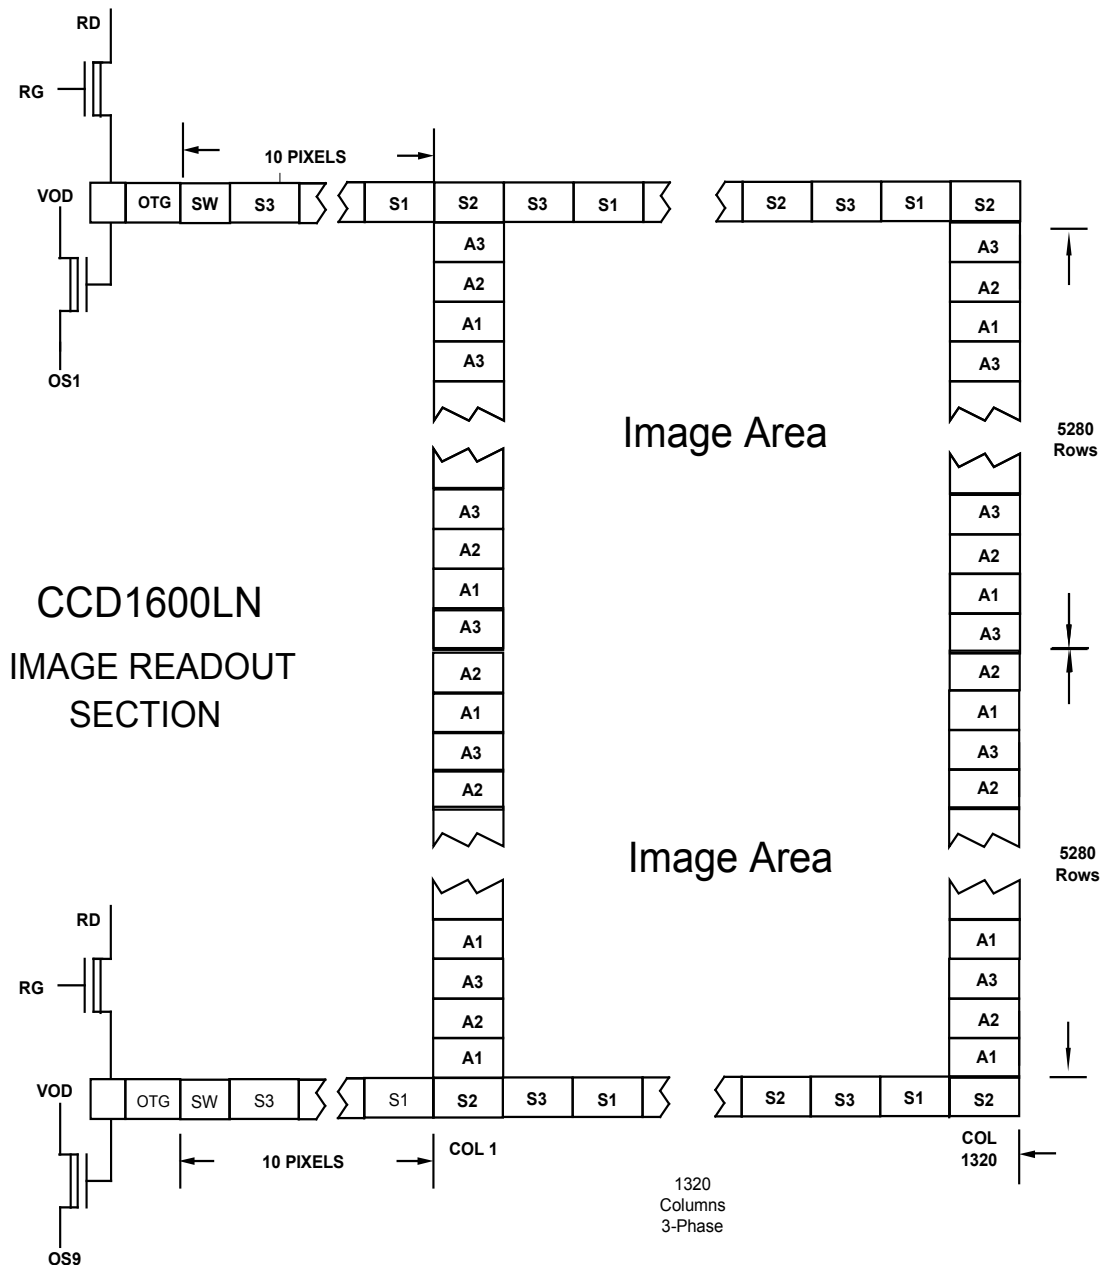 RD
RG
10 PIXELS
VOD
OTG SW S3 S1 S2 S3 S1 S2 S3 S1 S2
A3 A3
A2 A2
A1 A1
A3 A3
OS1
Image Area
5280
Rows
A3 A3
A2 A2
A1 A1
A3 A3
CCD1600LN
IMAGE READOUT
SECTION
A2 A2
A1 A1
A3 A3
A2 A2
Image Area
5280
Rows
RD
RG
A1 A1
A3 A3
A2 A2
A1 A1
VOD
OTG SW S3 S1 S2 S3 S1 S2 S3 S1 S2
10 PIXELS
COL 1
COL
1320
1320
Columns
3-Phase
OS9